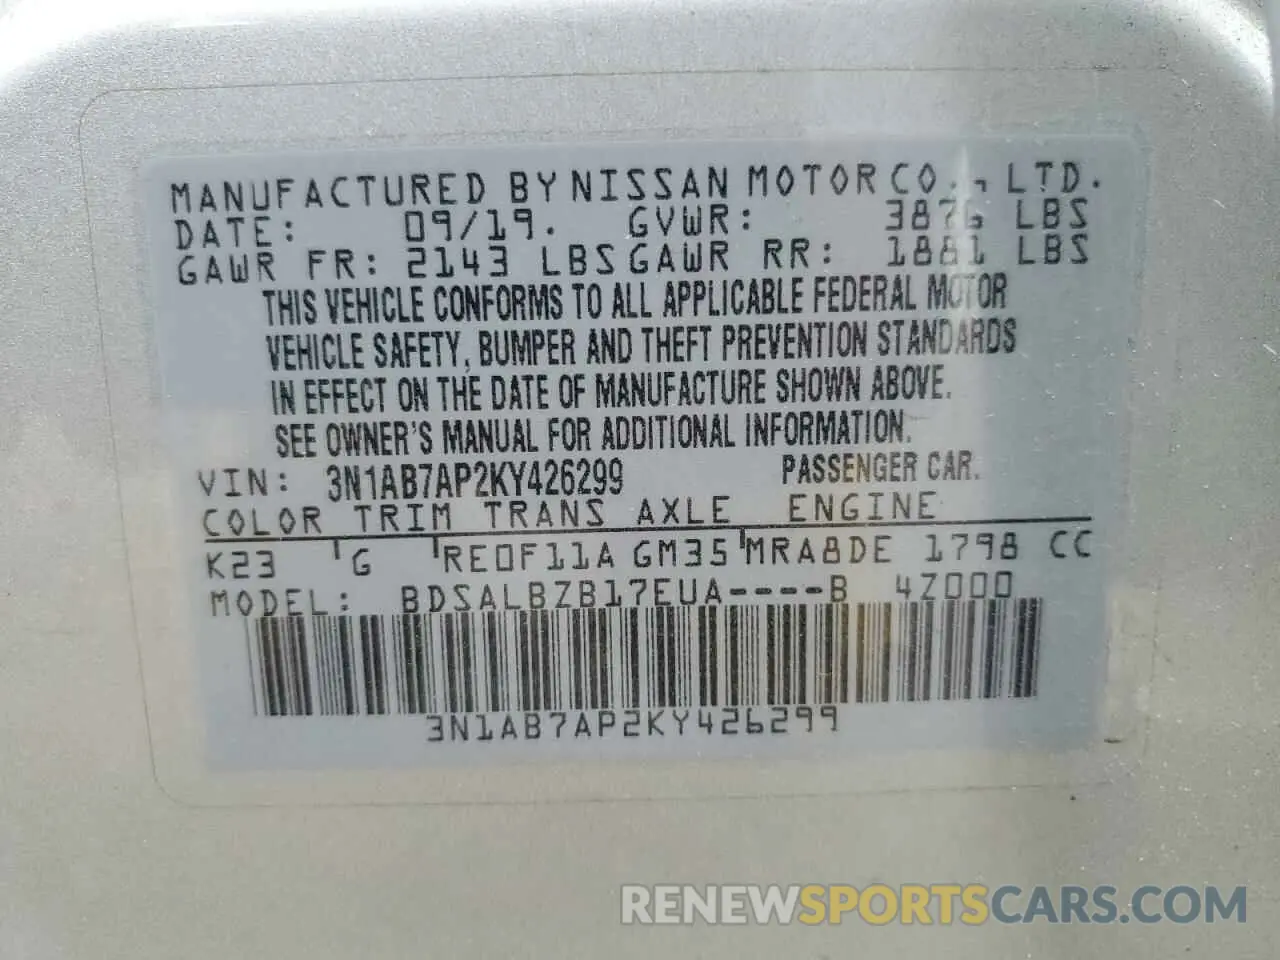 MANUFACTURED BY NISSAN MOTOR CO., LTD.
DATE: 09/19. GVWR: 3876 LBS
GAWR FR: 2143 LBS GAWR RR: 1881 LBS
THIS VEHICLE CONFORMS TO ALL APPLICABLE FEDERAL MOTOR
VEHICLE SAFETY, BUMPER AND THEFT PREVENTION STANDARDS
IN EFFECT ON THE DATE OF MANUFACTURE SHOWN ABOVE.
SEE OWNER'S MANUAL FOR ADDITIONAL INFORMATION.
VIN: 3N1AB7AP2KY426299 PASSENGER CAR.
COLOR TRIM TRANS AXLE ENGINE
K23 G RE0F11A GM35 MRA8DE 1798 CC
MODEL: BDSALBZB17EUA----B 4Z000
3N1AB7AP2KY426299
RENEWSPORTSCARS.COM